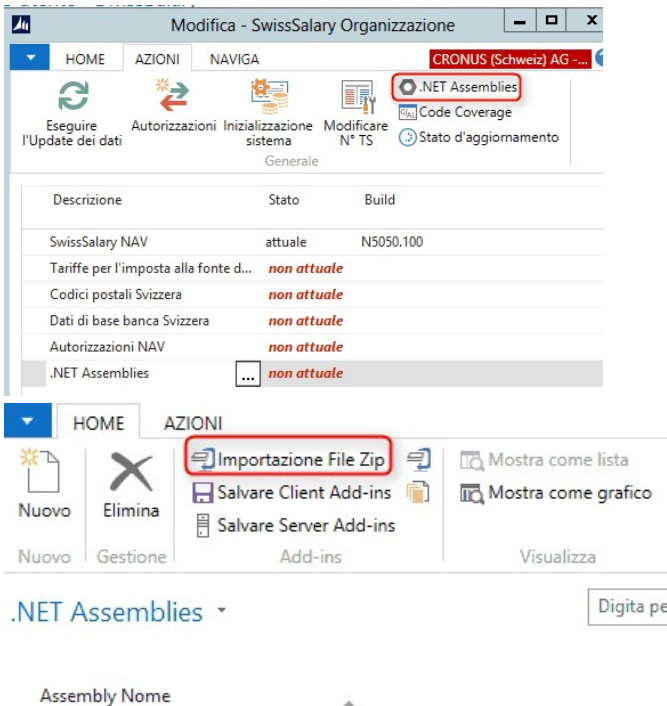 Modifica - SwissSalary Organizzazione
HOME AZIONI NAVIGA CRONUS (Schweiz) AG -...
Eseguire l'Update dei dati
Autorizzazioni
Inizializzazione sistema
Modificare N° TS
.NET Assemblies
Code Coverage
Stato d'aggiornamento
Generale
Descrizione Stato Build
SwissSalary NAV attuale N5050.100
Tariffe per l'imposta alla fonte d... non attuale
Codici postali Svizzera non attuale
Dati di base banca Svizzera non attuale
Autorizzazioni NAV non attuale
.NET Assemblies ... non attuale
HOME AZIONI
Nuovo
Elimina
Importazione File Zip
Salvare Client Add-ins
Salvare Server Add-ins
Mostra come lista
Mostra come grafico
Nuovo Gestione Add-ins Visualizza
.NET Assemblies
Digita pe
Assembly Nome